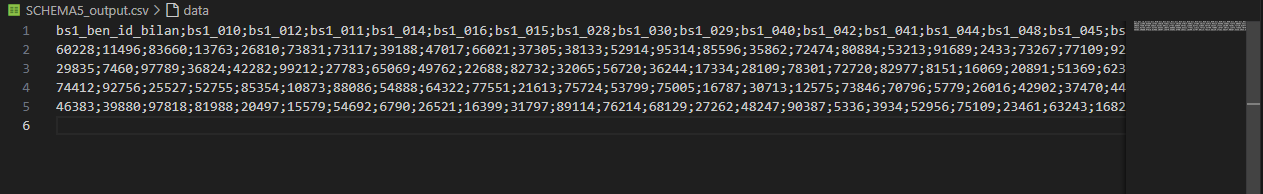 SCHEMA5_output.csv > data
1 bs1_ben_id_bilan;bs1_010;bs1_012;bs1_011;bs1_014;bs1_016;bs1_015;bs1_028;bs1_030;bs1_029;bs1_040;bs1_042;bs1_041;bs1_044;bs1_048;bs1_045;bs
2 60228;11496;83660;13763;26810;73831;73117;39188;47017;66021;37305;38133;52914;95314;85596;35862;72474;80884;53213;91689;2433;73267;77109;92
3 29835;7460;97789;36824;42282;99212;27783;65069;49762;22688;82732;32065;56720;36244;17334;28109;78301;72720;82977;8151;16069;20891;51369;623
4 74412;92756;25527;52755;85354;10873;88086;54888;64322;77551;21613;75724;53799;75005;16787;30713;12575;73846;70796;5779;26016;42902;37470;44
5 46383;39880;97818;81988;20497;15579;54692;6790;26521;16399;31797;89114;76214;68129;27262;48247;90387;5336;3934;52956;75109;23461;63243;1682
6